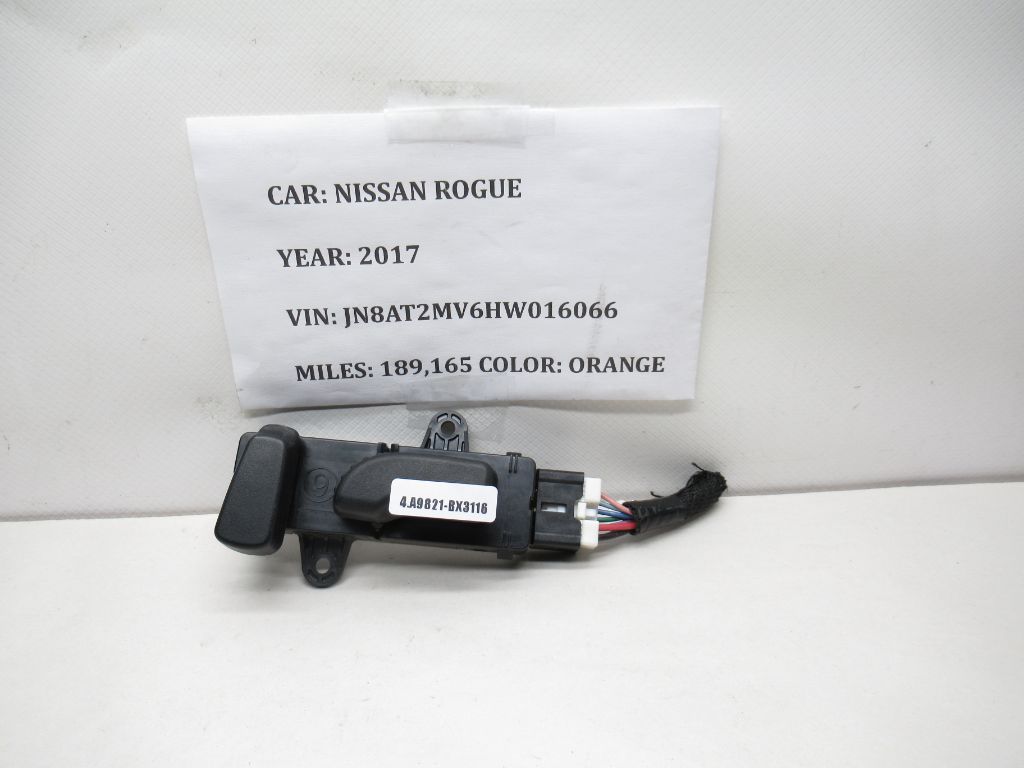 CAR: NISSAN ROGUE
YEAR: 2017
VIN: JN8AT2MV6HW016066
MILES: 189,165 COLOR: ORANGE
4.A9821-BX3116